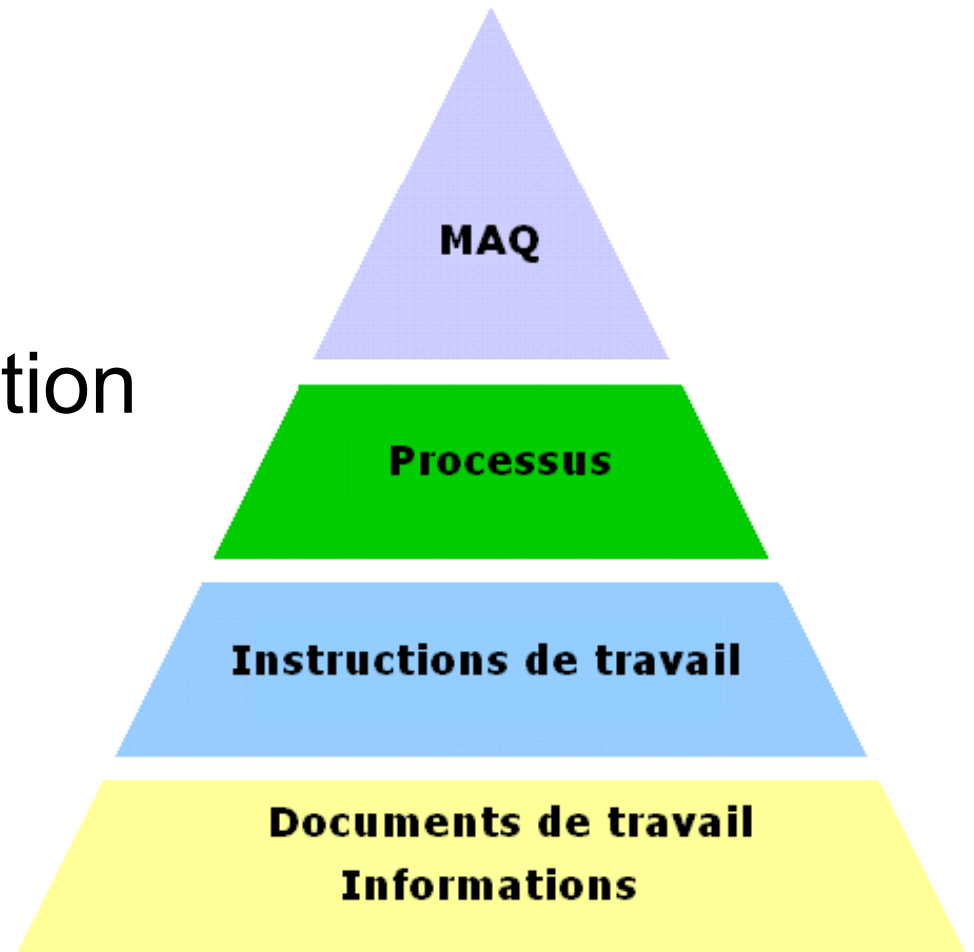 MAQ
tion
Processus
Instructions de travail
Documents de travail
Informations